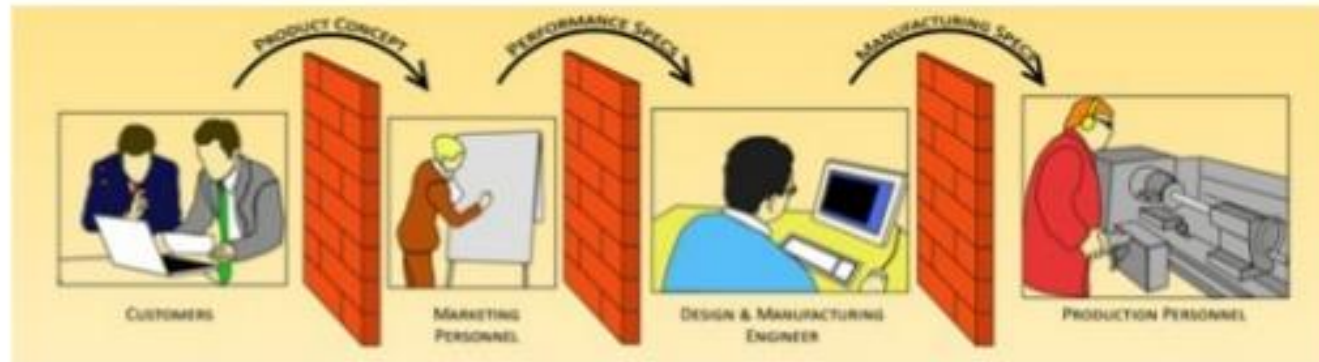 PRODUCT CONCEPT
PERFORMANCE SPECS
MANUFACTURING SPECS
CUSTOMERS
MARKETING
PERSONNEL
DESIGN & MANUFACTURING
ENGINEER
PRODUCTION PERSONNEL